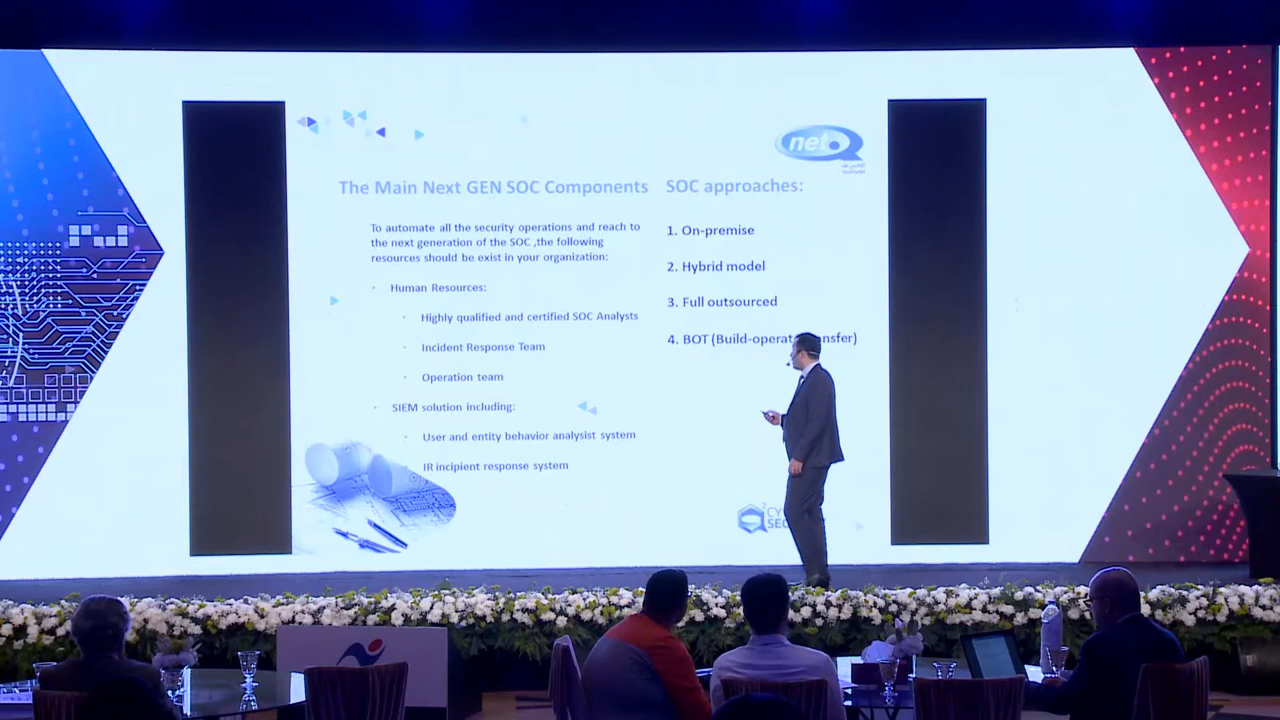 net
The Main Next GEN SOC Components
To automate all the security operations and reach to
the next generation of the SOC ,the following
resources should be exist in your organization:
Human Resources:
Highly qualified and certified SOC Analysts
Incident Response Team
Operation team
SIEM solution including:
User and entity behavior analysist system
IR incipient response system
SOC approaches:
1. On-premise
2. Hybrid model
3. Full outsourced
4. BOT (Build-operat nsfer)
CY
SEC